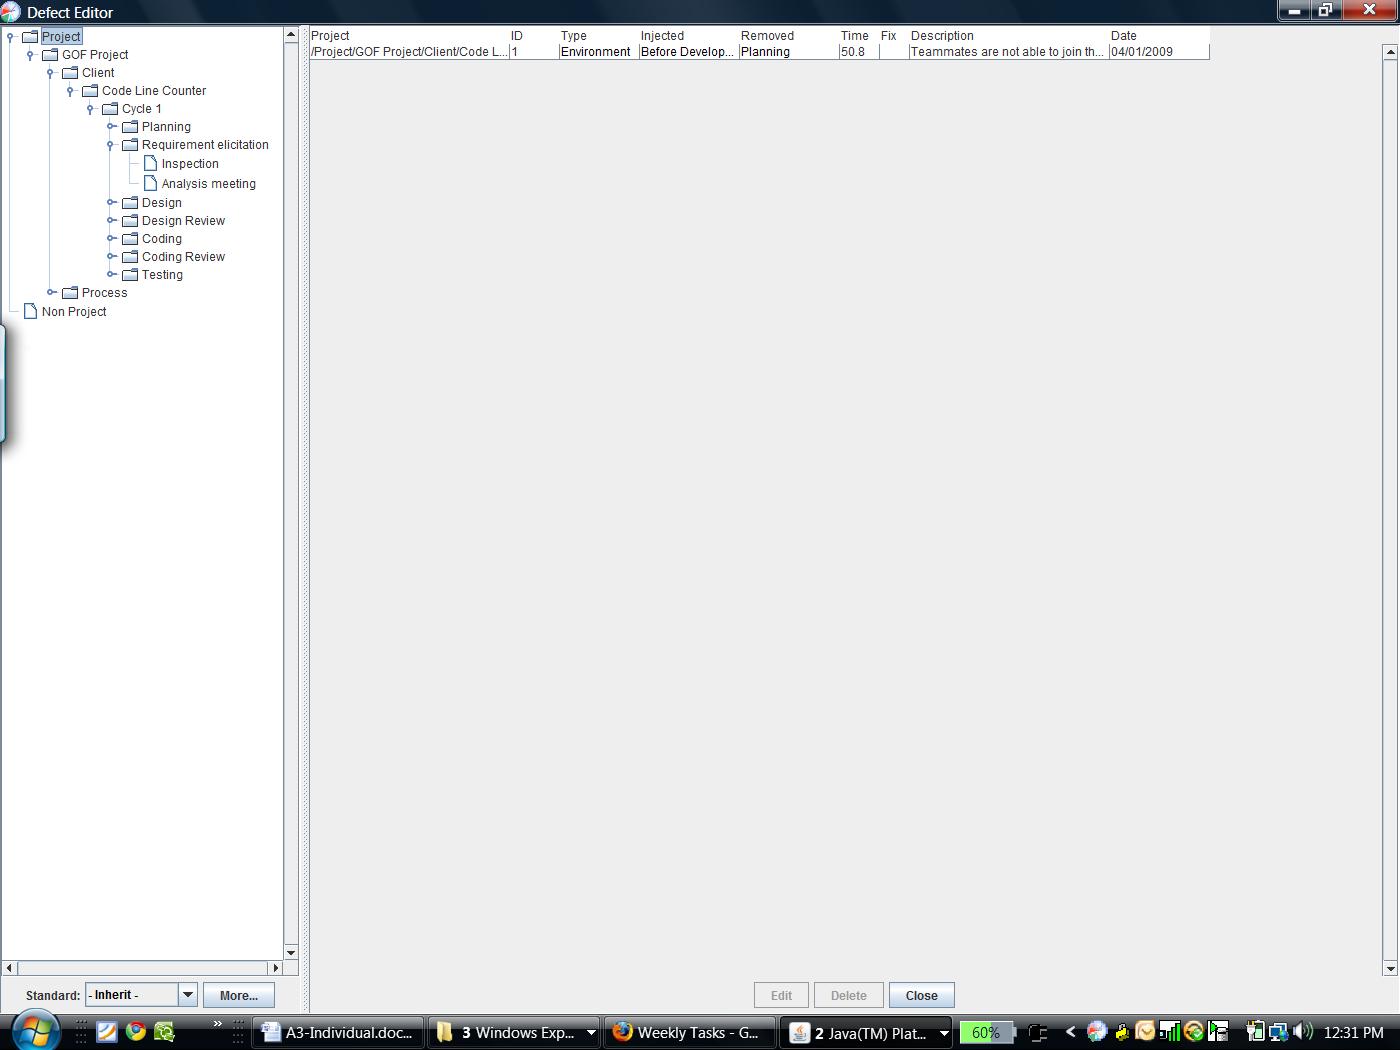 Defect Editor
Project
GOF Project
Client
Code Line Counter
Cycle 1
Planning
Requirement elicitation
Inspection
Analysis meeting
Design
Design Review
Coding
Coding Review
Testing
Process
Non Project
Project ID Type Injected Removed Time Fix Description Date
/Project/GOF Project/Client/Code L... 1 Environment Before Develop... Planning 50.8 Teammates are not able to join th... 04/01/2009
Standard: - Inherit - More... Edit Delete Close
» A3-Individual.doc... 3 Windows Exp... Weekly Tasks - G... 2 Java(TM) Plat... 60% < 12:31 PM